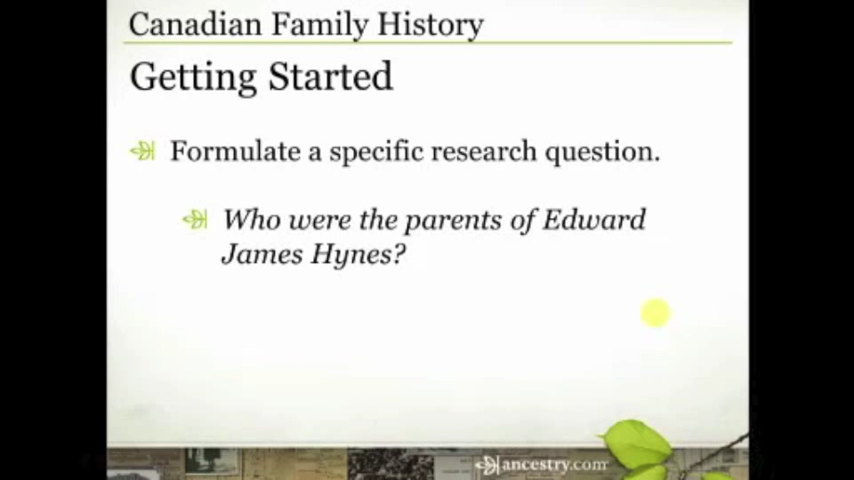 Canadian Family History
Getting Started
Formulate a specific research question.
Who were the parents of Edward
James Hynes?
ancestry.com